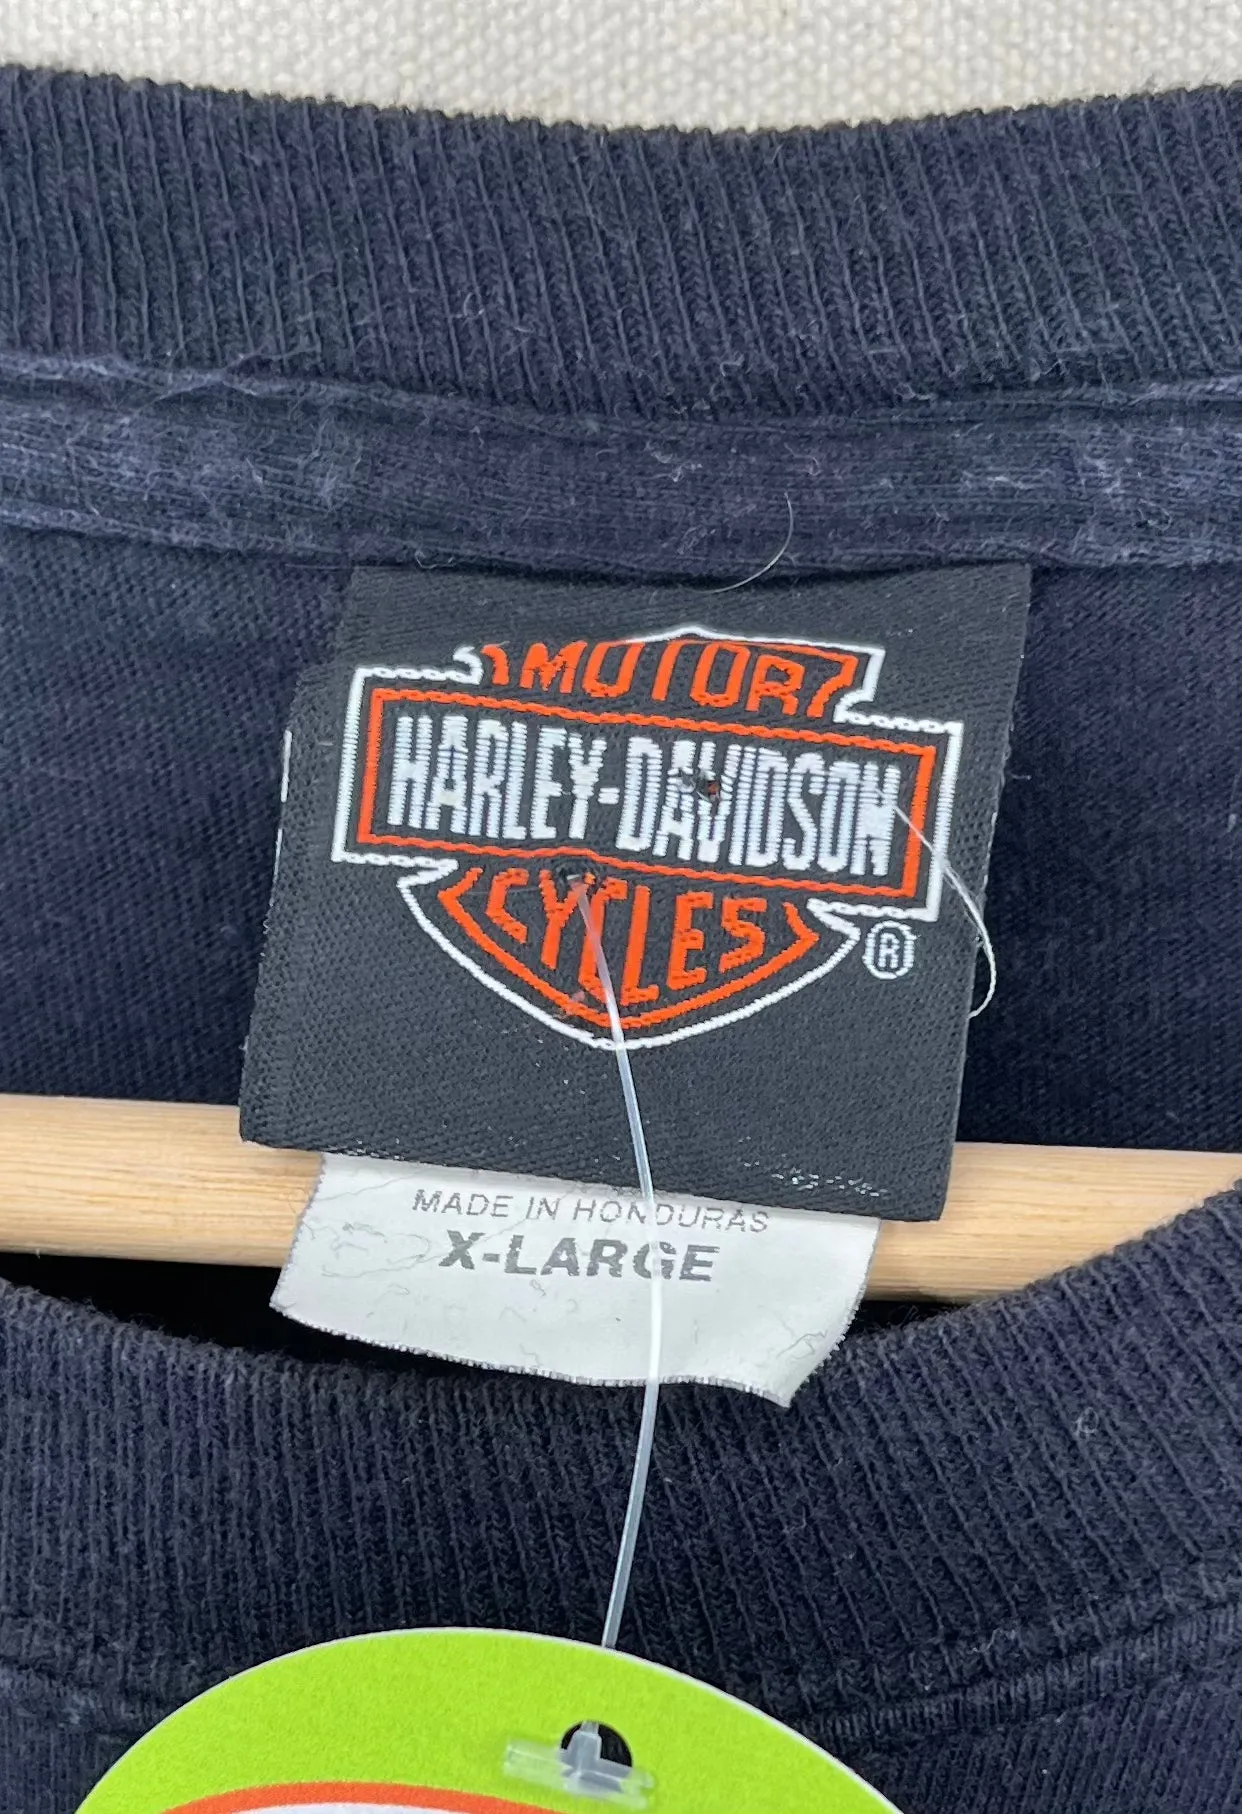 MOTOR
HARLEY-DAVIDSON
CYCLES
®
MADE IN HONDURAS
X-LARGE